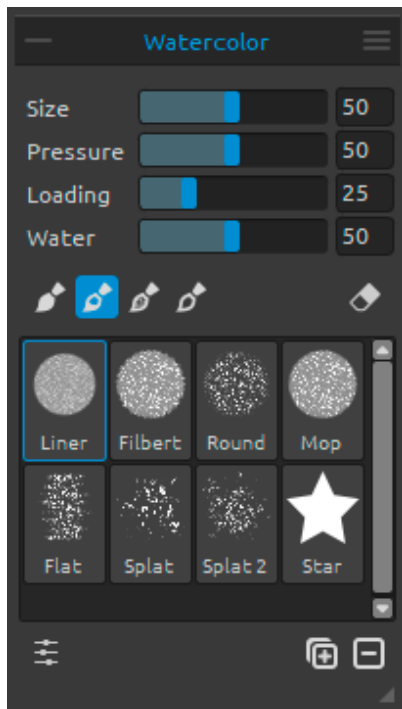 Watercolor
Size 50
Pressure 50
Loading 25
Water 50
Liner Filbert Round Mop
Flat Splat Splat 2 Star